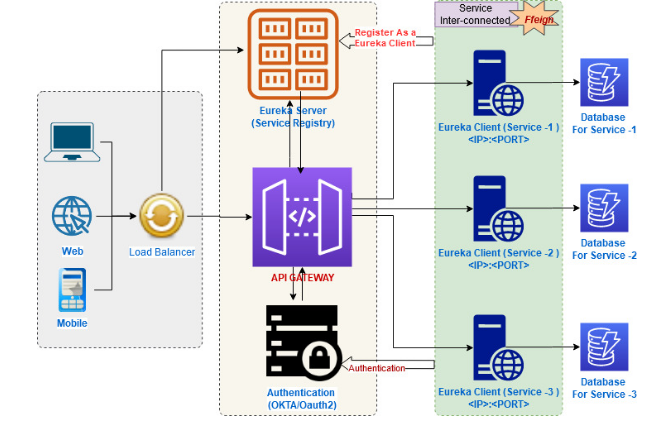 Service
Inter-connected
Ffeign
Register As a
Eureka Client
Eureka Server
(Service Registry)
Eureka Client (Service -1 )
<IP>:<PORT>
Database
For Service -1
Web
Load Balancer
API GATEWAY
Eureka Client (Service -2 )
<IP>:<PORT>
Database
For Service -2
Mobile
Authentication
Authentication
(OKTA/Oauth2)
Eureka Client (Service -3 )
<IP>:<PORT>
Database
For Service -3